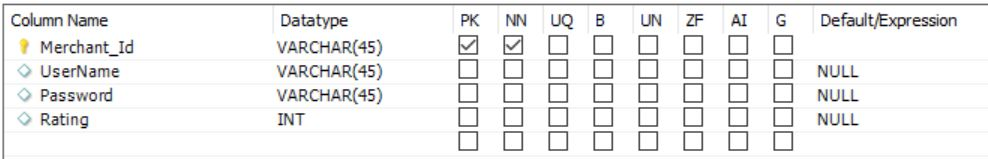 Column Name Datatype PK NN UQ B UN ZF AI G Default/Expression
Merchant_Id VARCHAR(45)
UserName VARCHAR(45) NULL
Password VARCHAR(45) NULL
Rating INT NULL